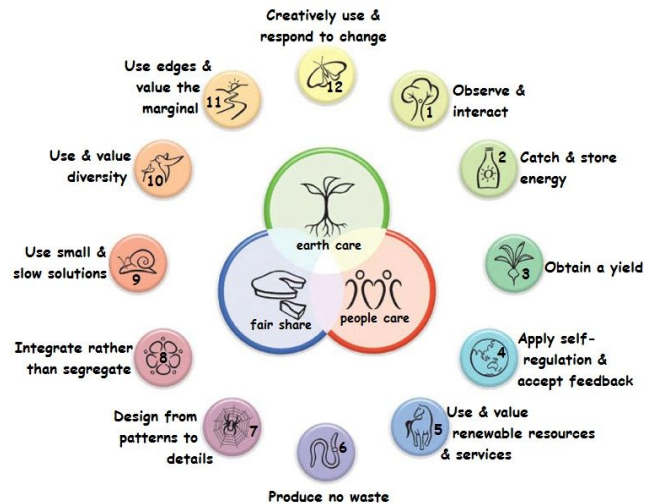 Creatively use &
respond to change
12
Observe &
interact
1
Catch & store
energy
2
Obtain a yield
3
Apply self-
regulation &
accept feedback
4
Use & value
renewable resources
& services
5
Produce no waste
6
Design from
patterns to
details
7
Integrate rather
than segregate
8
Use small &
slow solutions
9
Use & value
diversity
10
Use edges &
value the
marginal
11
earth care
fair share
people care